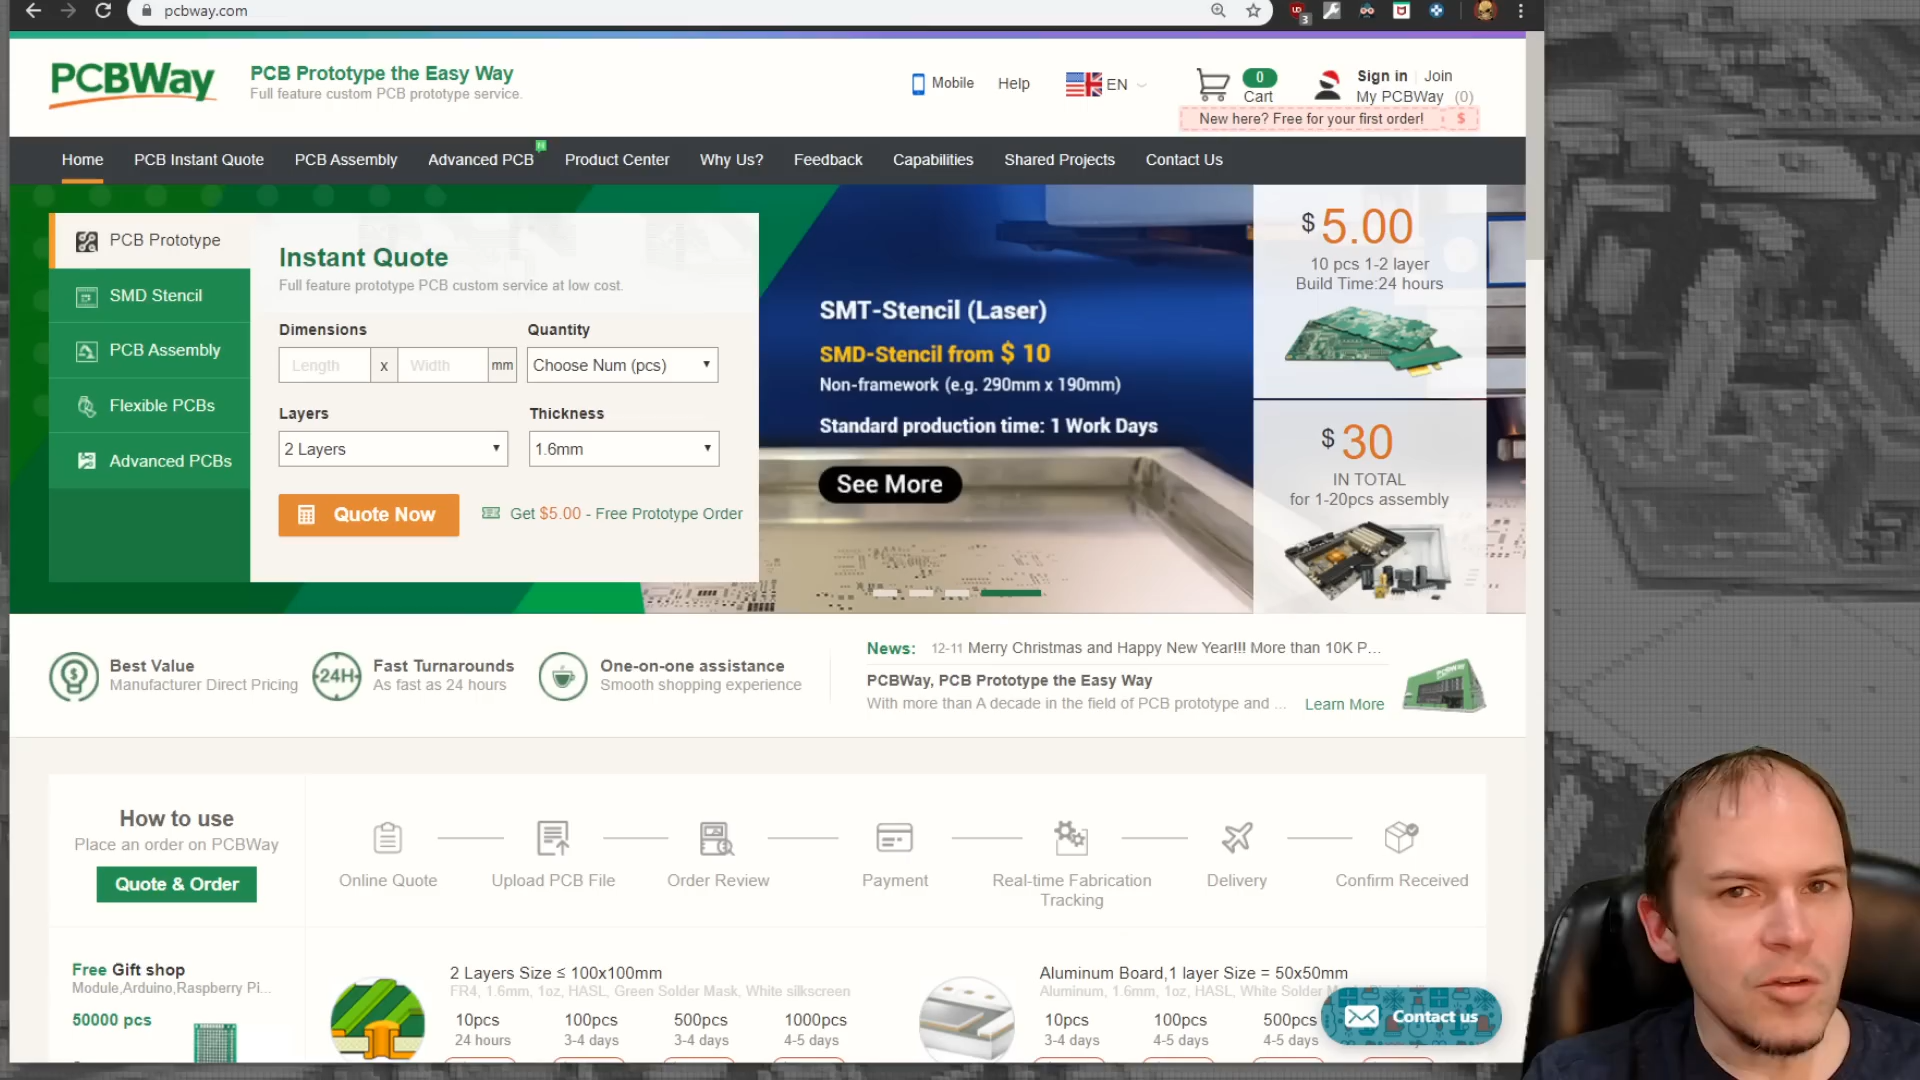 pcbway.com
3
PCBWay
PCB Prototype the Easy Way
Full feature custom PCB prototype service.
Mobile
Help
EN
0
Cart
Sign in | Join
My PCBWay (0)
New here? Free for your first order! $
Home
PCB Instant Quote
PCB Assembly
Advanced PCB
N
Product Center
Why Us?
Feedback
Capabilities
Shared Projects
Contact Us
PCB Prototype
SMD Stencil
PCB Assembly
Flexible PCBs
Advanced PCBs
Instant Quote
Full feature prototype PCB custom service at low cost.
Dimensions
Quantity
Length x Width mm
Choose Num (pcs)
Layers
Thickness
2 Layers
1.6mm
Quote Now
Get $5.00 - Free Prototype Order
SMT-Stencil (Laser)
SMD-Stencil from $ 10
Non-framework (e.g. 290mm x 190mm)
Standard production time: 1 Work Days
See More
$ 5.00
10 pcs 1-2 layer
Build Time:24 hours
$ 30
IN TOTAL
for 1-20pcs assembly
Best Value
Manufacturer Direct Pricing
24H
Fast Turnarounds
As fast as 24 hours
One-on-one assistance
Smooth shopping experience
News: 12-11 Merry Christmas and Happy New Year!!! More than 10K P...
PCBWay, PCB Prototype the Easy Way
With more than A decade in the field of PCB prototype and ... Learn More
How to use
Place an order on PCBWay
Quote & Order
Online Quote
Upload PCB File
Order Review
Payment
Real-time Fabrication
Tracking
Delivery
Confirm Received
Free Gift shop
Module,Arduino,Raspberry Pi...
50000 pcs
2 Layers Size ≤ 100x100mm
FR4, 1.6mm, 1oz, HASL, Green Solder Mask, White silkscreen
10pcs
24 hours
100pcs
3-4 days
500pcs
3-4 days
1000pcs
4-5 days
Aluminum Board,1 layer Size = 50x50mm
Aluminum, 1.6mm, 1oz, HASL, White Solder
10pcs
3-4 days
100pcs
4-5 days
500pcs
4-5 days
Contact us